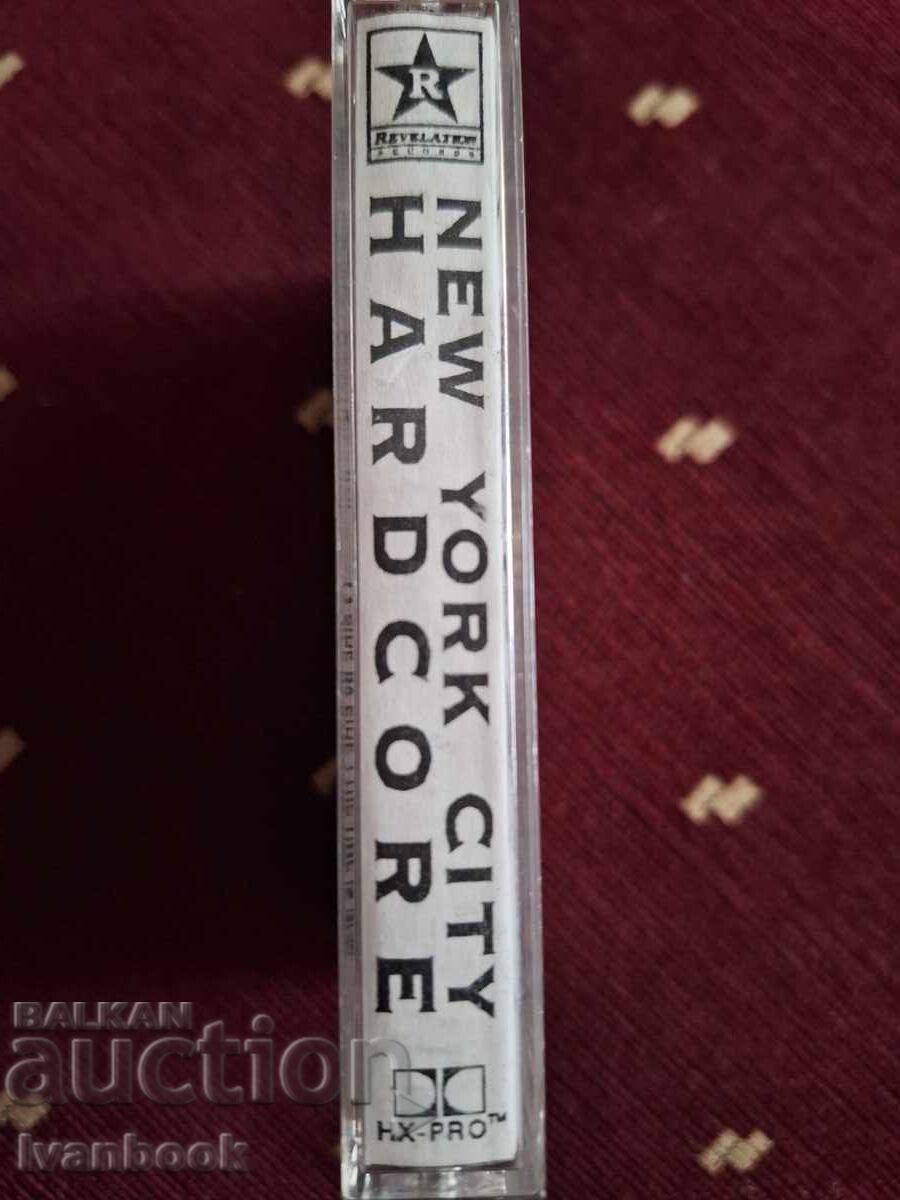 R
REVELATION
RECORDS
NEW YORK CITY
HARDCORE
HX-PRO™
BALKAN
auction
Ivanbook